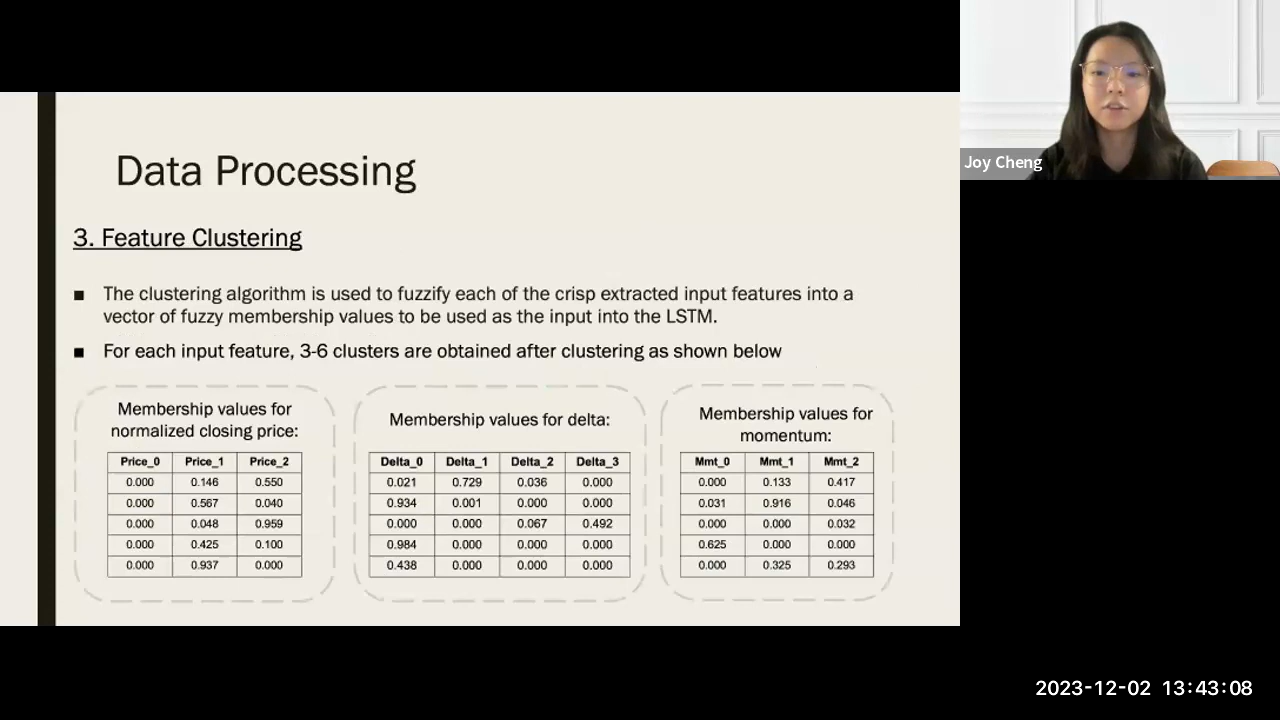 Data Processing
3. Feature Clustering
■ The clustering algorithm is used to fuzzify each of the crisp extracted input features into a
vector of fuzzy membership values to be used as the input into the LSTM.
■ For each input feature, 3-6 clusters are obtained after clustering as shown below
Membership values for
normalized closing price:
Price_0 Price_1 Price_2
0.000 0.146 0.550
0.000 0.567 0.040
0.000 0.048 0.959
0.000 0.425 0.100
0.000 0.937 0.000
Membership values for delta:
Delta_0 Delta_1 Delta_2 Delta_3
0.021 0.729 0.036 0.000
0.934 0.001 0.000 0.000
0.000 0.000 0.067 0.492
0.984 0.000 0.000 0.000
0.438 0.000 0.000 0.000
Membership values for
momentum:
Mmt_0 Mmt_1 Mmt_2
0.000 0.133 0.417
0.031 0.916 0.046
0.000 0.000 0.032
0.625 0.000 0.000
0.000 0.325 0.293
Joy Cheng
2023-12-02 13:43:08